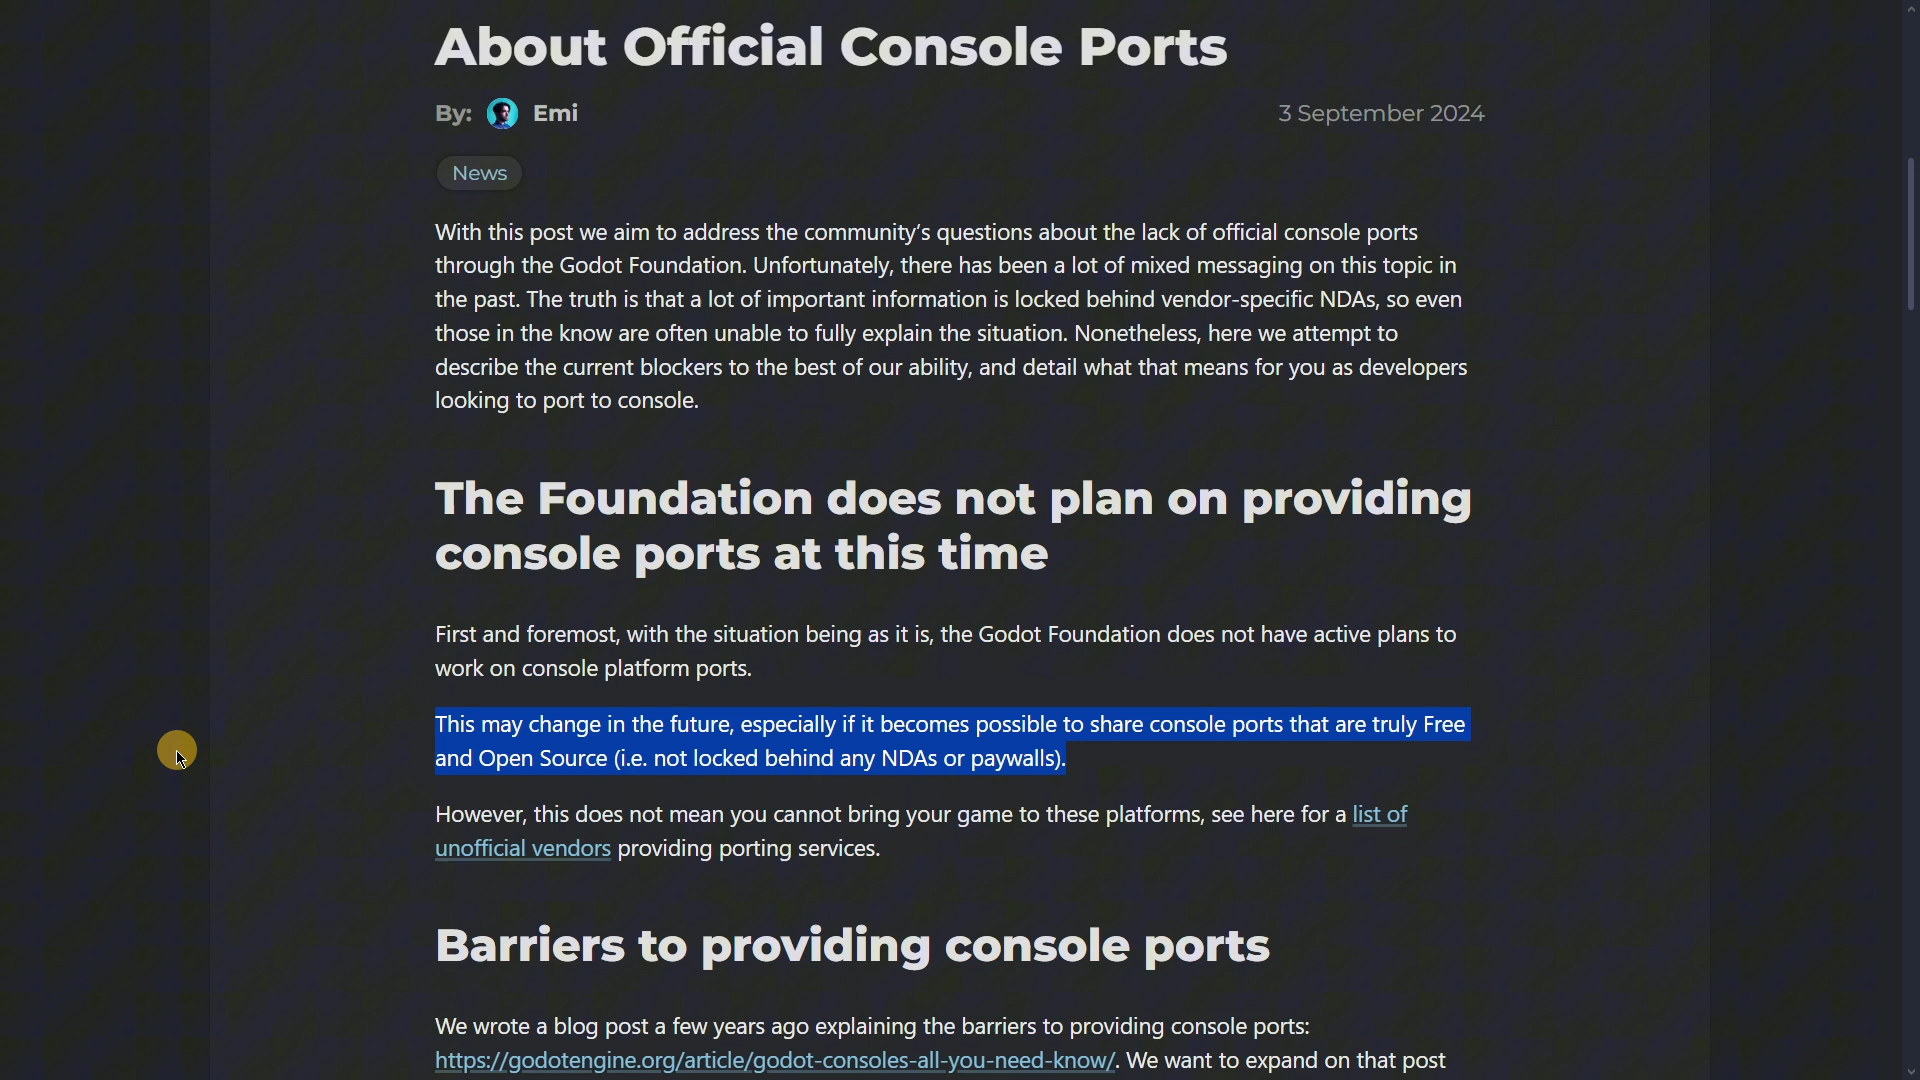 About Official Console Ports
By: Emi
3 September 2024
News
With this post we aim to address the community’s questions about the lack of official console ports
through the Godot Foundation. Unfortunately, there has been a lot of mixed messaging on this topic in
the past. The truth is that a lot of important information is locked behind vendor-specific NDAs, so even
those in the know are often unable to fully explain the situation. Nonetheless, here we attempt to
describe the current blockers to the best of our ability, and detail what that means for you as developers
looking to port to console.
The Foundation does not plan on providing
console ports at this time
First and foremost, with the situation being as it is, the Godot Foundation does not have active plans to
work on console platform ports.
This may change in the future, especially if it becomes possible to share console ports that are truly Free
and Open Source (i.e. not locked behind any NDAs or paywalls).
However, this does not mean you cannot bring your game to these platforms, see here for a list of
unofficial vendors providing porting services.
Barriers to providing console ports
We wrote a blog post a few years ago explaining the barriers to providing console ports:
https://godotengine.org/article/godot-consoles-all-you-need-know/. We want to expand on that post